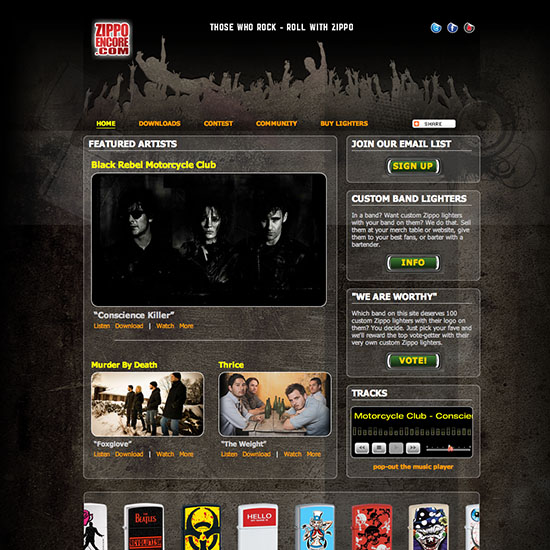 ZIPPO
ENCORE
.COM
THOSE WHO ROCK - ROLL WITH ZIPPO
HOME DOWNLOADS CONTEST COMMUNITY BUY LIGHTERS SHARE
FEATURED ARTISTS
Black Rebel Motorcycle Club
"Conscience Killer"
Listen Download | Watch More
Murder By Death
"Foxglove"
Listen Download | Watch More
Thrice
"The Weight"
Listen Download | Watch More
JOIN OUR EMAIL LIST
SIGN UP
CUSTOM BAND LIGHTERS
In a band? Want custom Zippo lighters
with your band on them? We do that. Sell
them at your merch table or website, give
them to your best fans, or barter with a
bartender.
INFO
"WE ARE WORTHY"
Which band on this site deserves 100
custom Zippo lighters with their logo on
them? You decide. Just pick your fave and
we'll reward the top vote-getter with their
very own custom Zippo lighters.
VOTE!
TRACKS
Motorcycle Club - Conscien
pop-out the music player
THE
BEATLES
HELLO